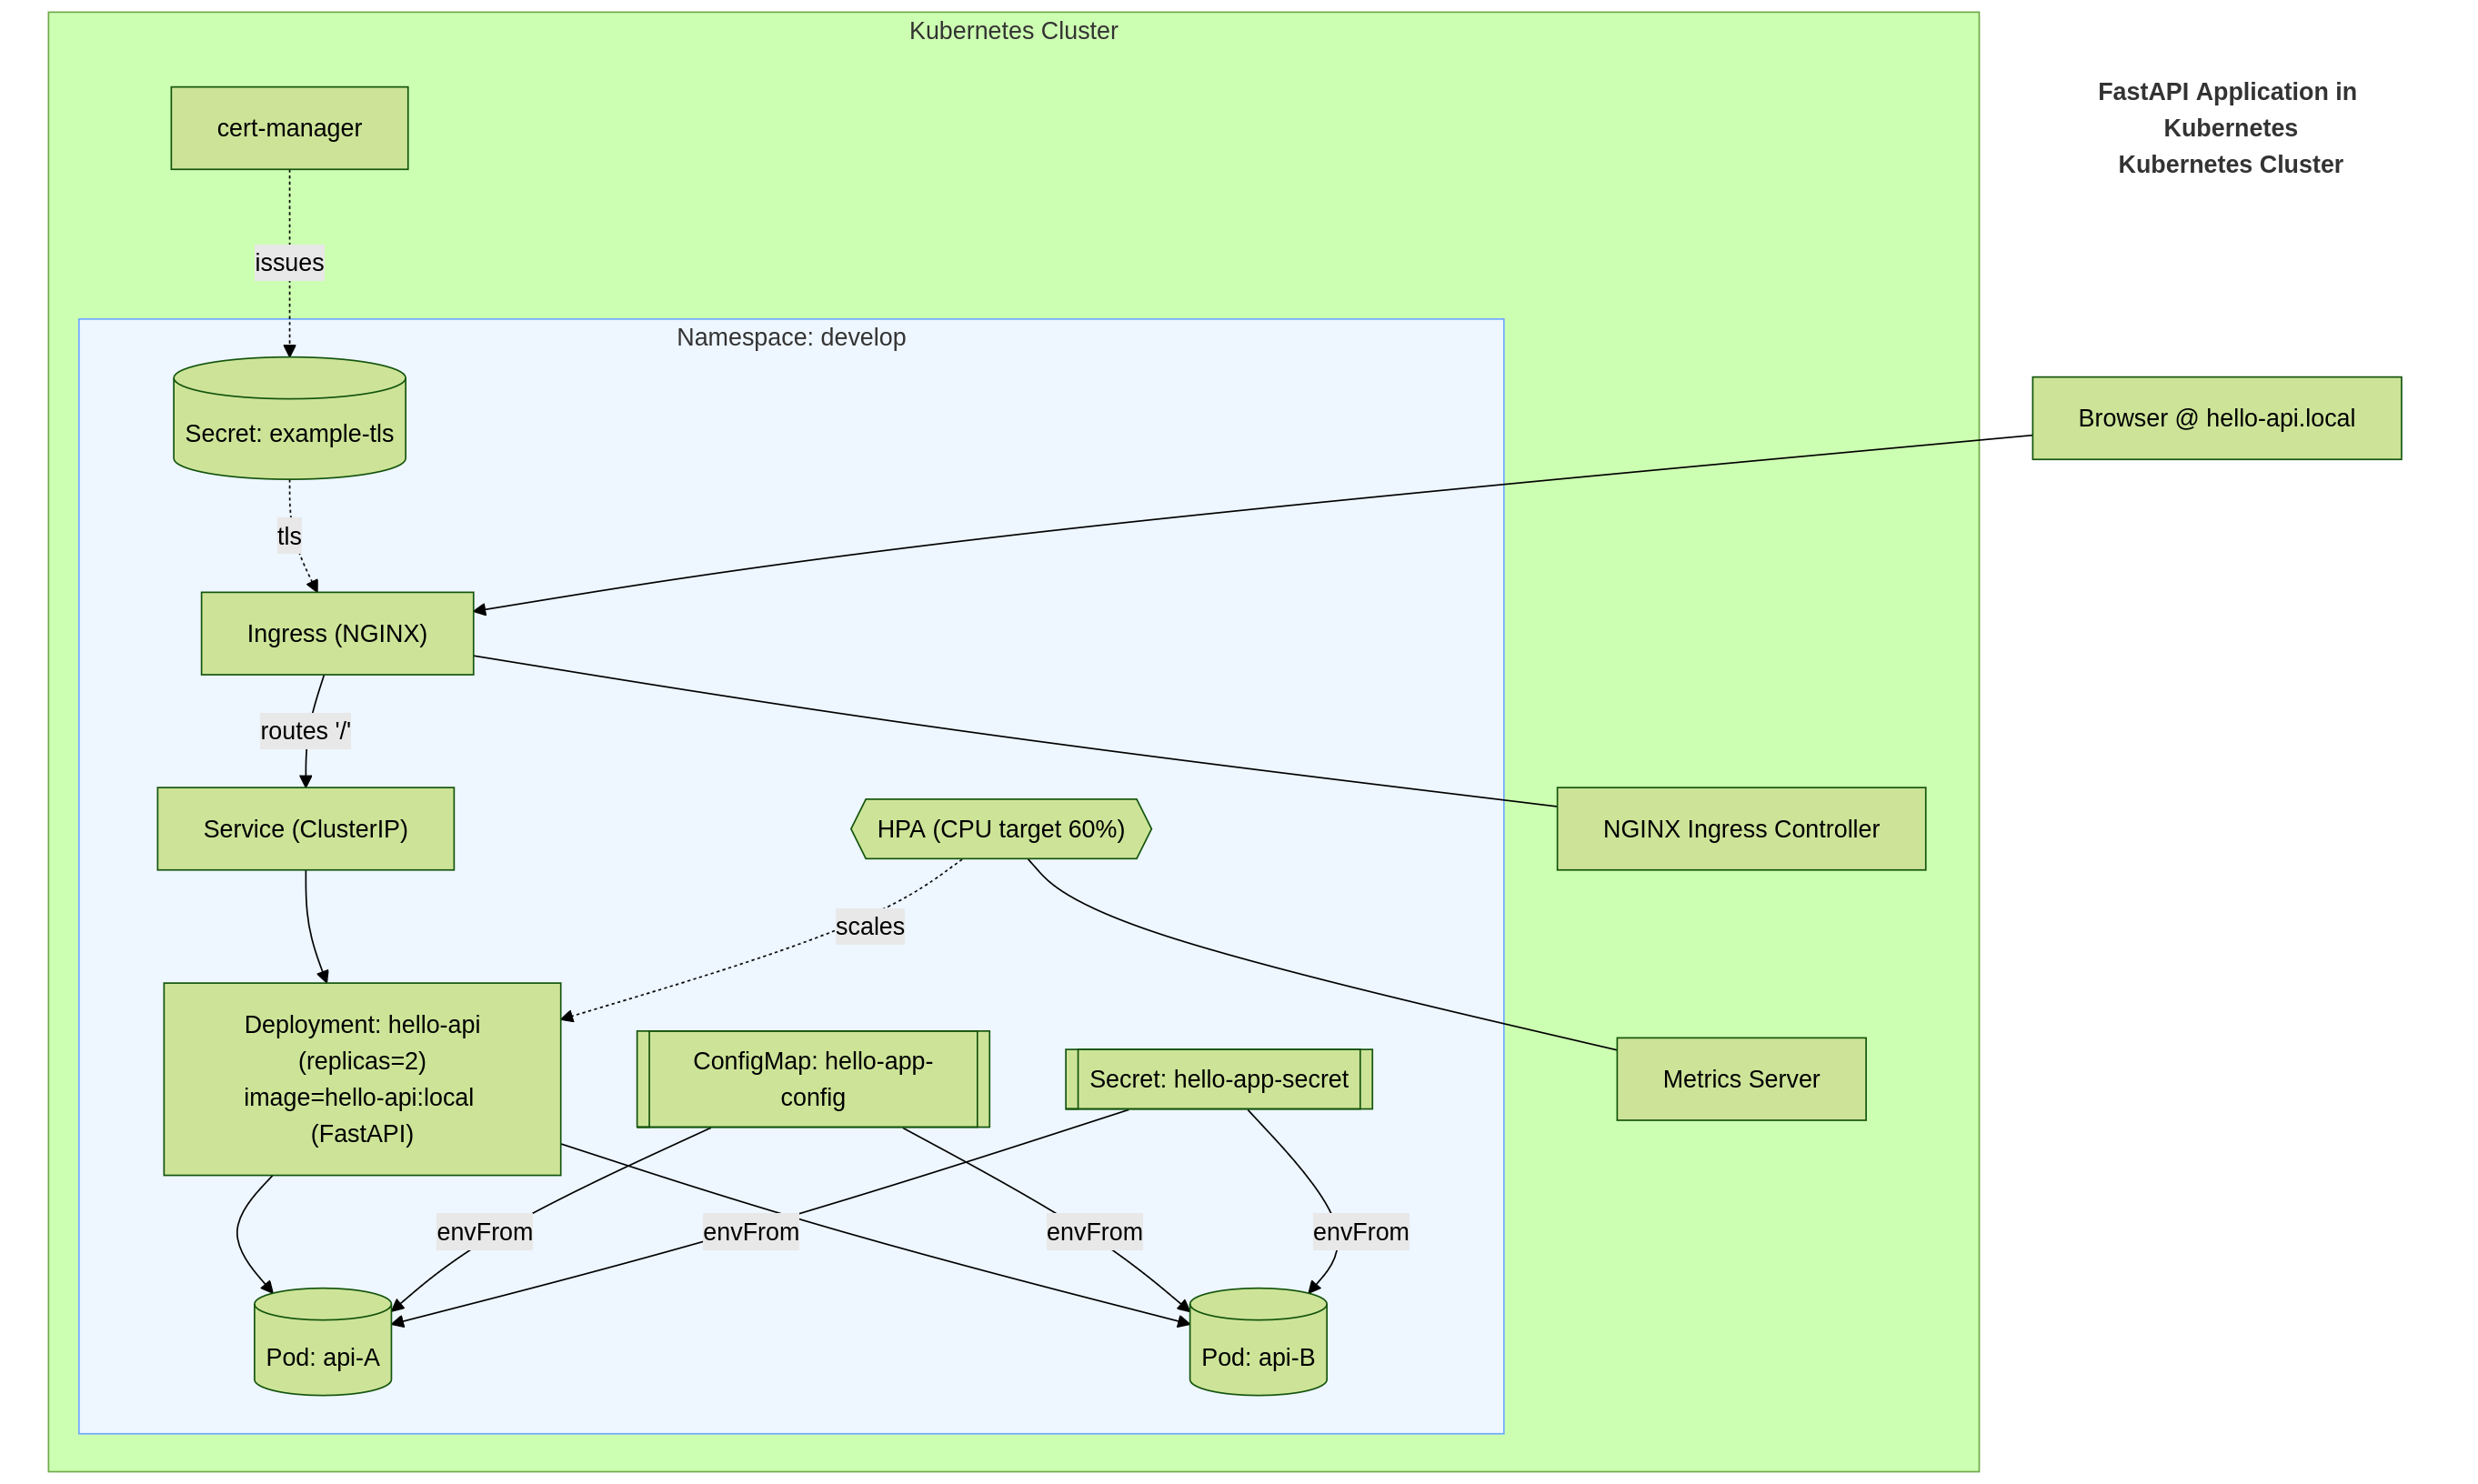 Kubernetes Cluster
FastAPI Application in
Kubernetes
Kubernetes Cluster
cert-manager
issues
Namespace: develop
Secret: example-tls
Browser @ hello-api.local
tls
Ingress (NGINX)
routes '/'
Service (ClusterIP)
HPA (CPU target 60%)
NGINX Ingress Controller
scales
Deployment: hello-api
(replicas=2)
image=hello-api:local
(FastAPI)
ConfigMap: hello-app-
config
Secret: hello-app-secret
Metrics Server
envFrom
envFrom
envFrom
envFrom
Pod: api-A
Pod: api-B